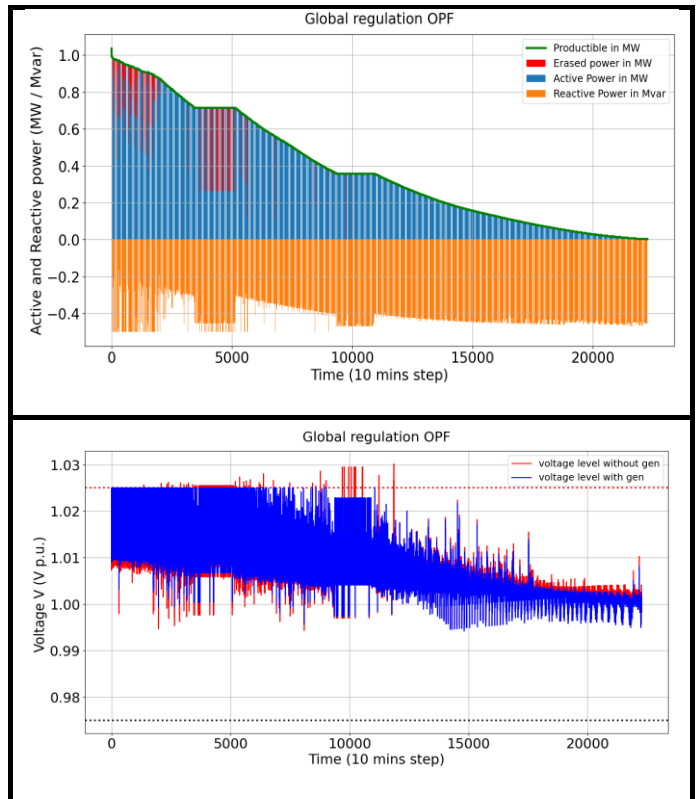 Global regulation OPF
Productible in MW
Erased power in MW
Active Power in MW
Reactive Power in Mvar
Active and Reactive power (MW / Mvar)
1.0
0.8
0.6
0.4
0.2
0.0
−0.2
−0.4
0 5000 10000 15000 20000
Time (10 mins step)
Global regulation OPF
voltage level without gen
voltage level with gen
Voltage V (V p.u.)
1.03
1.02
1.01
1.00
0.99
0.98
0 5000 10000 15000 20000
Time (10 mins step)